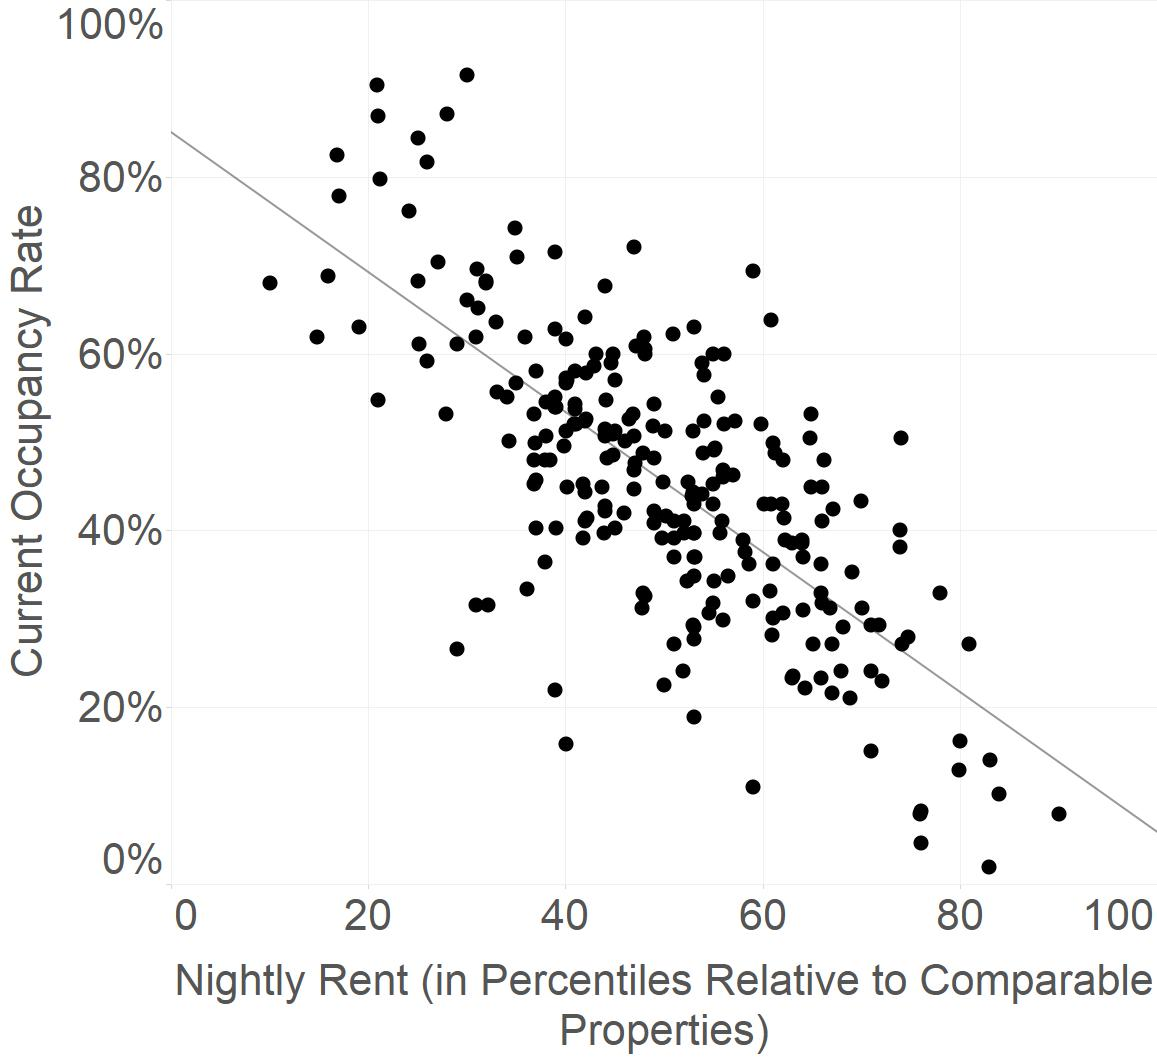 Current Occupancy Rate
100%
80%
60%
40%
20%
0%
0 20 40 60 80 100
Nightly Rent (in Percentiles Relative to Comparable
Properties)